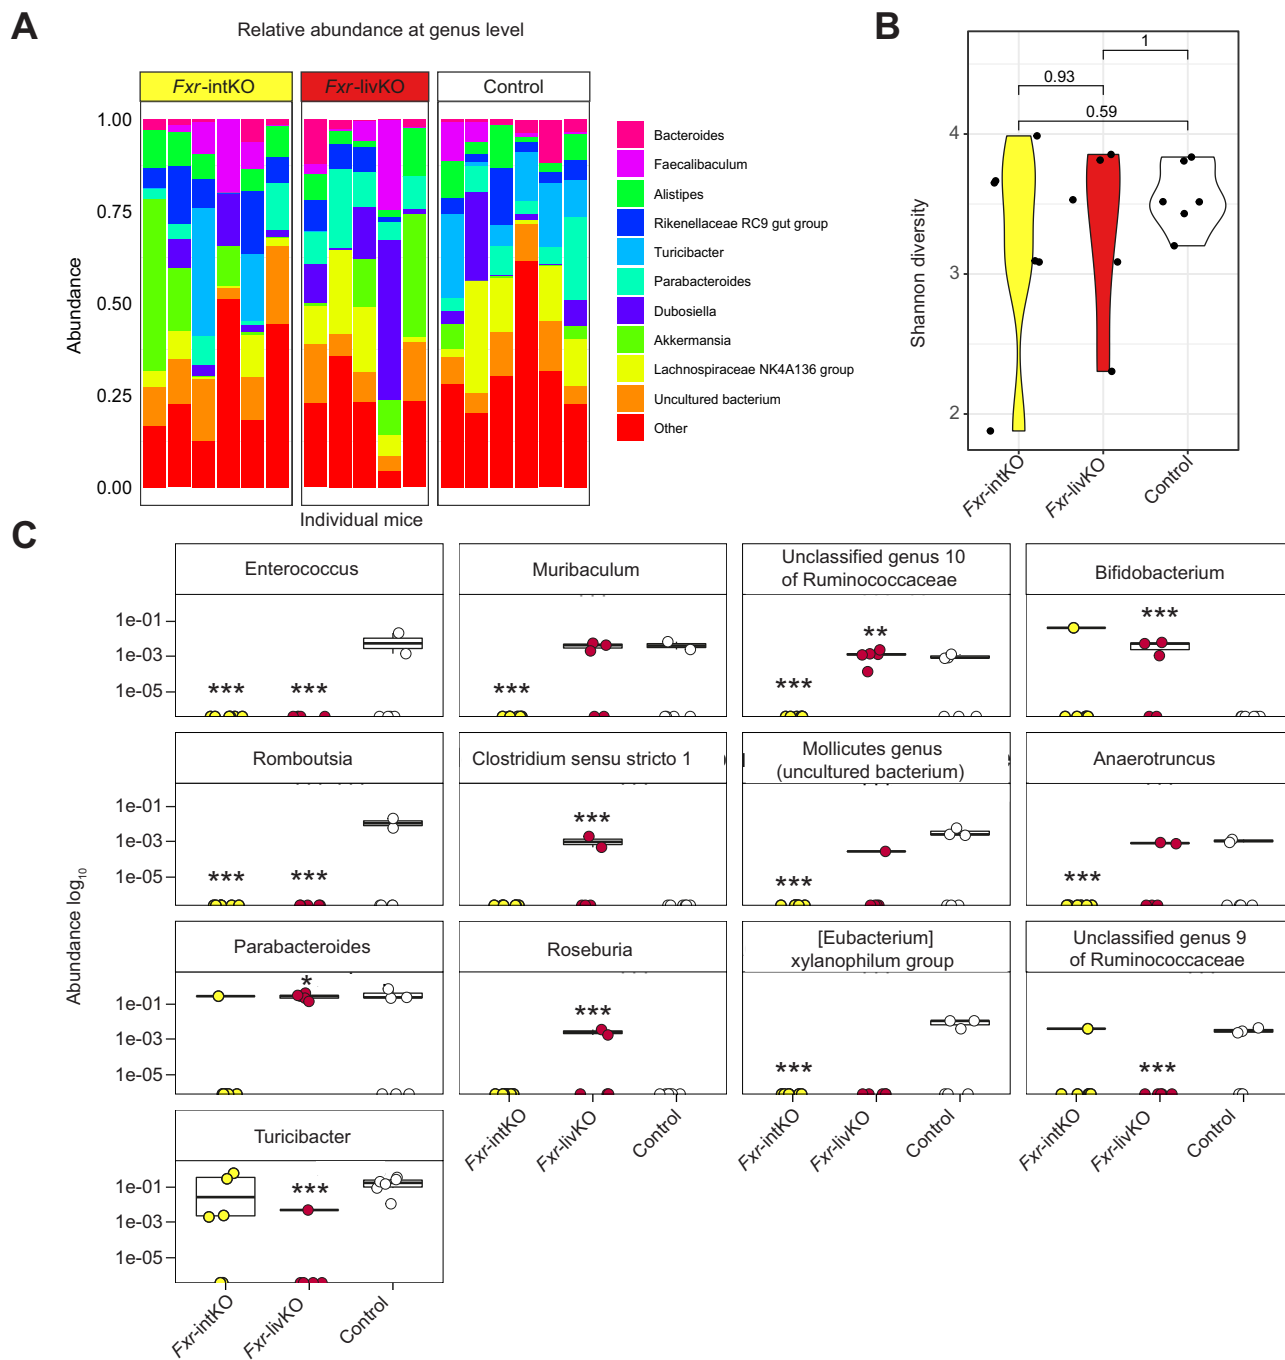 A
Relative abundance at genus level
Fxr-intKO
Fxr-livKO
Control
1.00
0.75
0.50
0.25
0.00
Abundance
Individual mice
Bacteroides
Faecalibaculum
Alistipes
Rikenellaceae RC9 gut group
Turicibacter
Parabacteroides
Dubosiella
Akkermansia
Lachnospiraceae NK4A136 group
Uncultured bacterium
Other
B
1
0.93
0.59
4
3
2
Shannon diversity
Fxr-intKO
Fxr-livKO
Control
C
Enterococcus
Muribaculum
Unclassified genus 10
of Ruminococcaceae
Bifidobacterium
1e-01
1e-03
1e-05
***
***
***
***
**
***
Romboutsia
Clostridium sensu stricto 1
Mollicutes genus
(uncultured bacterium)
Anaerotruncus
1e-01
1e-03
1e-05
***
***
***
***
***
Abundance log10
Parabacteroides
Roseburia
[Eubacterium]
xylanophilum group
Unclassified genus 9
of Ruminococcaceae
1e-01
1e-03
1e-05
*
***
***
***
Fxr-intKO
Fxr-livKO
Control
Fxr-intKO
Fxr-livKO
Control
Fxr-intKO
Fxr-livKO
Control
Turicibacter
1e-01
1e-03
1e-05
***
Fxr-intKO
Fxr-livKO
Control